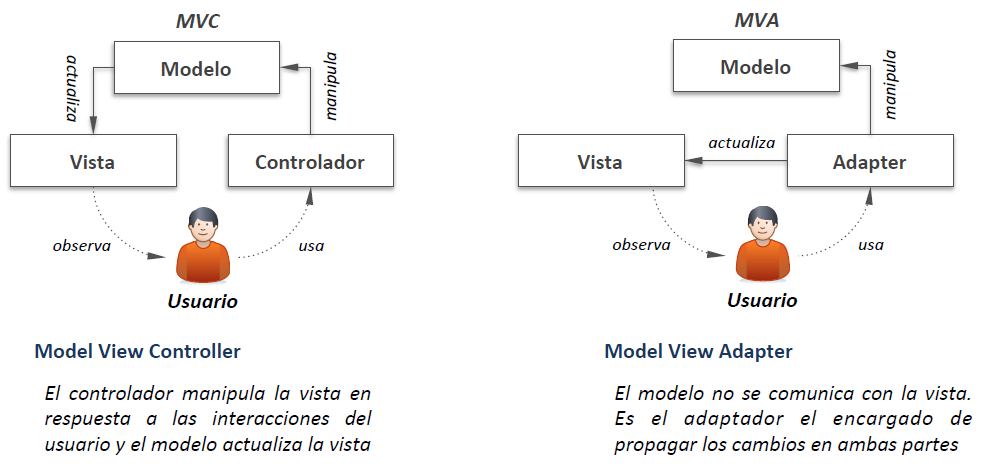 MVC
Modelo
actualiza
manipula
Vista
Controlador
observa
usa
Usuario
Model View Controller
El controlador manipula la vista en
respuesta a las interacciones del
usuario y el modelo actualiza la vista
MVA
Modelo
manipula
actualiza
Vista
Adapter
observa
usa
Usuario
Model View Adapter
El modelo no se comunica con la vista.
Es el adaptador el encargado de
propagar los cambios en ambas partes